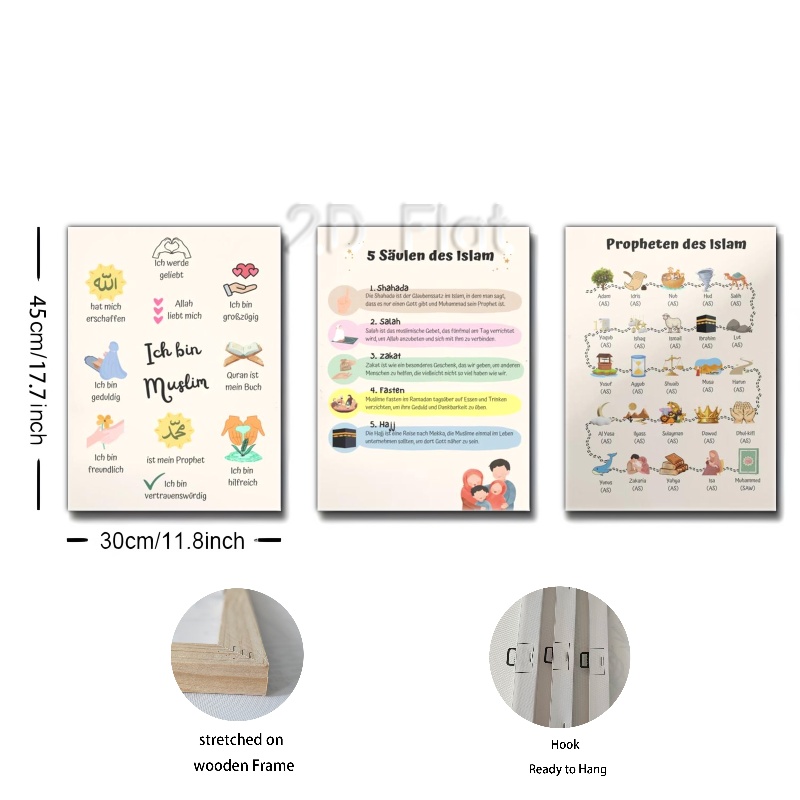 2D Flat
45cm/17.7inch
30cm/11.8inch
Ich werde
geliebt
الله
hat mich
erschaffen
Allah
liebt mich
Ich bin
großzügig
Ich bin
geduldig
Ich bin
Muslim
Quran ist
mein Buch
Ich bin
freundlich
محمد
ist mein Prophet
Ich bin
hilfreich
Ich bin
vertrauenswürdig
5 Säulen des Islam
1. Shahada
Die Shahada ist der Glaubenssatz im Islam, in dem man sagt,
dass es nur einen Gott gibt und Muhammad sein Prophet ist.
2. Salah
Salah ist das muslimische Gebet, das fünfmal am Tag verrichtet
wird, um Allah anzubeten und sich mit ihm zu verbinden.
3. Zakat
Zakat ist ein besonderes Geschenk, das wir geben, um anderen
Menschen zu helfen, die vielleicht nicht so viel haben wie wir.
4. Fasten
Muslime fasten im Ramadan tagsüber auf Essen und Trinken
verzichten, um ihre Geduld und Dankbarkeit zu üben.
5. Hajj
Die Hajj ist eine Reise nach Mekka, die Muslime einmal im Leben
unternehmen sollten, um dort Gott näher zu sein.
Propheten des Islam
Adam Idris Nuh Hud Salih
(AS) (AS) (AS) (AS) (AS)
Yaqub Ishaq Ismail Ibrahim Lut
(AS) (AS) (AS) (AS) (AS)
Yusuf Ayyub Shuaib Musa Harun
(AS) (AS) (AS) (AS) (AS)
Al Yasa Ilyas Sulayman Dawud Dhul-Kifl
(AS) (AS) (AS) (AS) (AS)
Yunus Zakaria Yahya Isa Muhammed
(AS) (AS) (AS) (AS) (SAW)
stretched on
wooden Frame
Hook
Ready to Hang